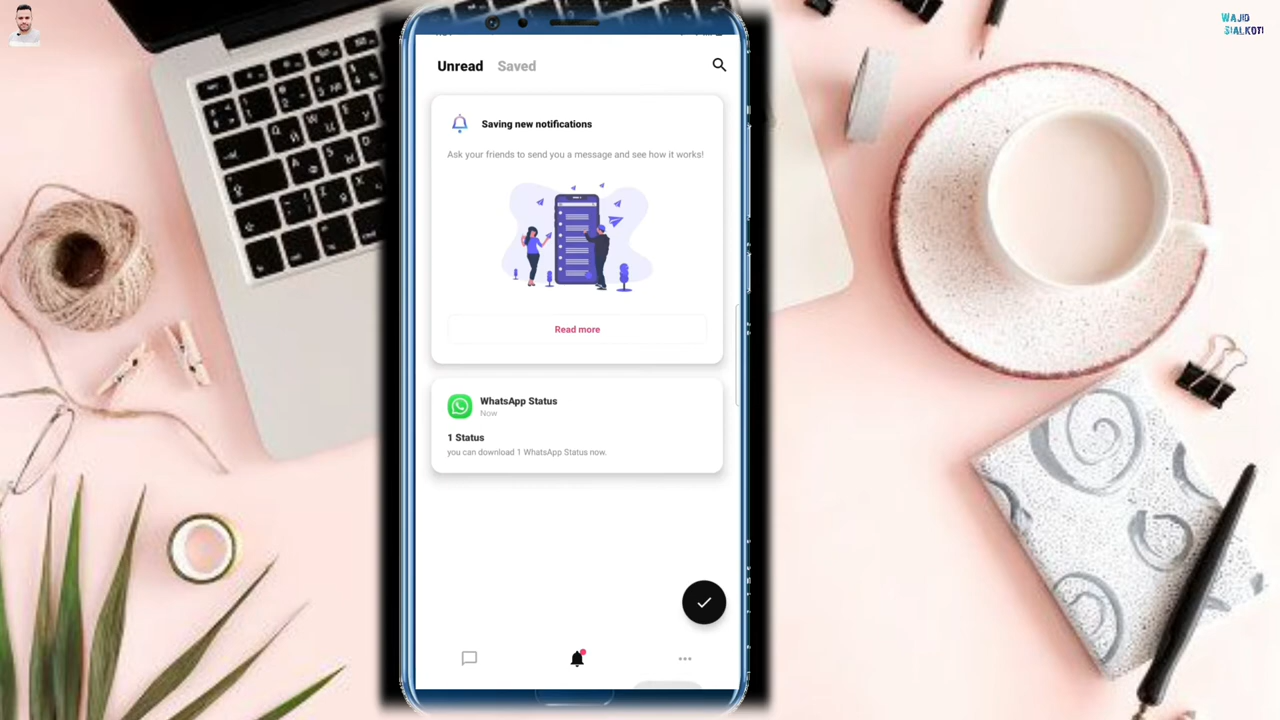 WAJID
SIALKOTI
Unread Saved
Saving new notifications
Ask your friends to send you a message and see how it works!
Read more
WhatsApp Status
Now
1 Status
you can download 1 WhatsApp Status now.